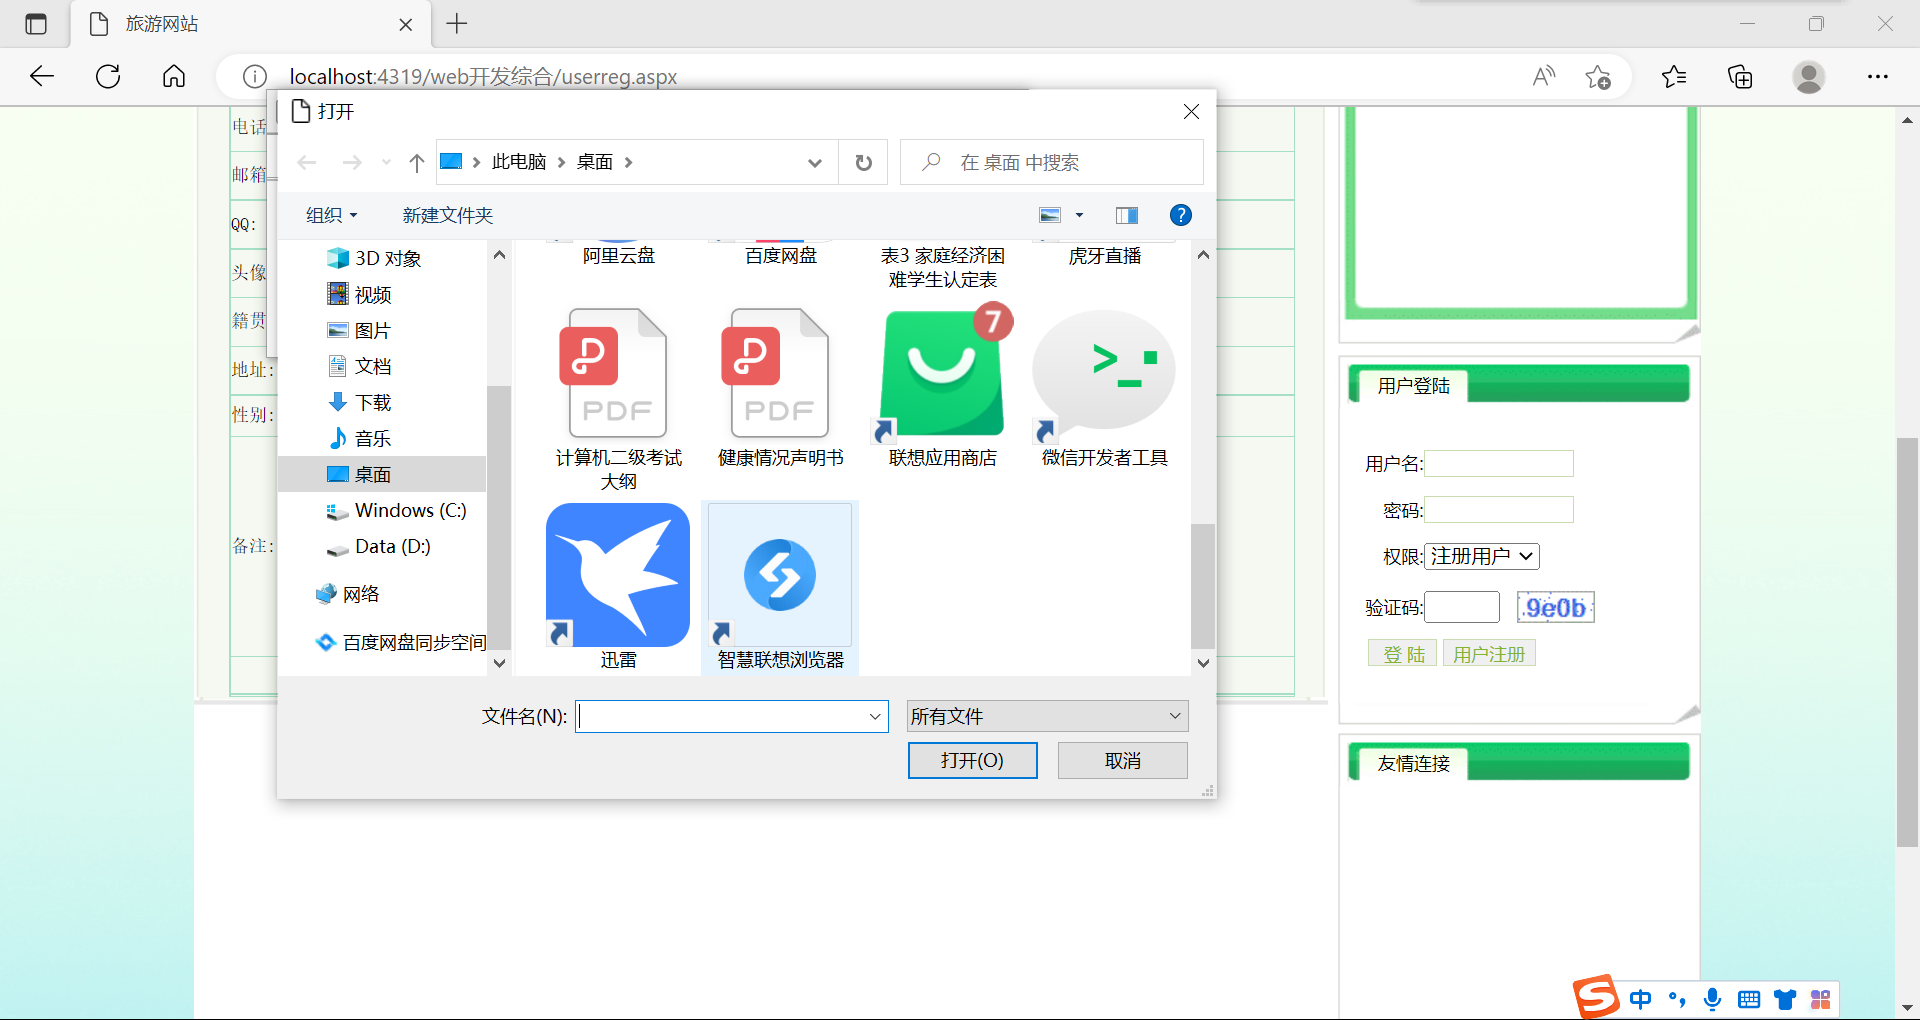 旅游网站
localhost:4319/web开发综合/userreg.aspx
打开
此电脑 桌面
在 桌面 中搜索
组织
新建文件夹
3D 对象
视频
图片
文档
下载
音乐
桌面
Windows (C:)
Data (D:)
网络
百度网盘同步空间
阿里云盘
百度网盘
表3 家庭经济困
难学生认定表
虎牙直播
PDF
计算机二级考试
大纲
PDF
健康情况声明书
7
联想应用商店
微信开发者工具
迅雷
智慧联想浏览器
文件名(N):
所有文件
打开(O)
取消
电话
邮箱
QQ:
头像
籍贯
地址:
性别:
备注:
用户登陆
用户名:
密码:
权限: 注册用户
验证码: 9e0b
登 陆 用户注册
友情连接
中